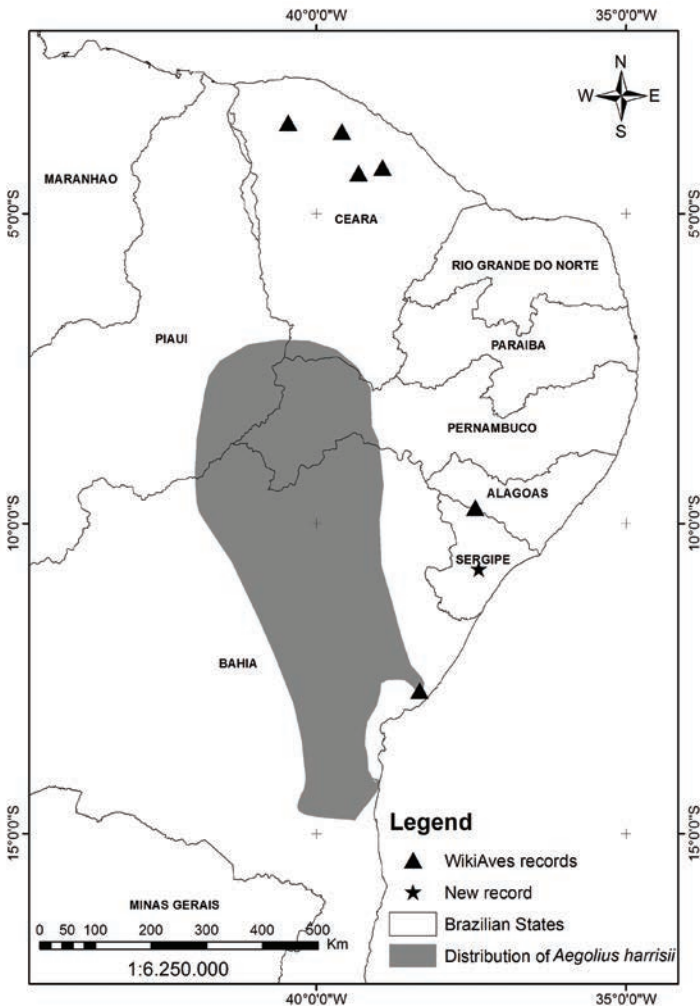 40°0'0"W 35°0'0"W
N
W E
S
MARANHAO
5°0'0"S 5°0'0"S
CEARA
RIO GRANDE DO NORTE
PIAUI
PARAIBA
PERNAMBUCO
ALAGOAS
10°0'0"S 10°0'0"S
SERGIPE
BAHIA
Legend
15°0'0"S 15°0'0"S
WikiAves records
New record
MINAS GERAIS
Brazilian States
0 50 100 200 300 400 500
Km
Distribution of Aegolius harrisii
1:6.250.000
40°0'0"W 35°0'0"W